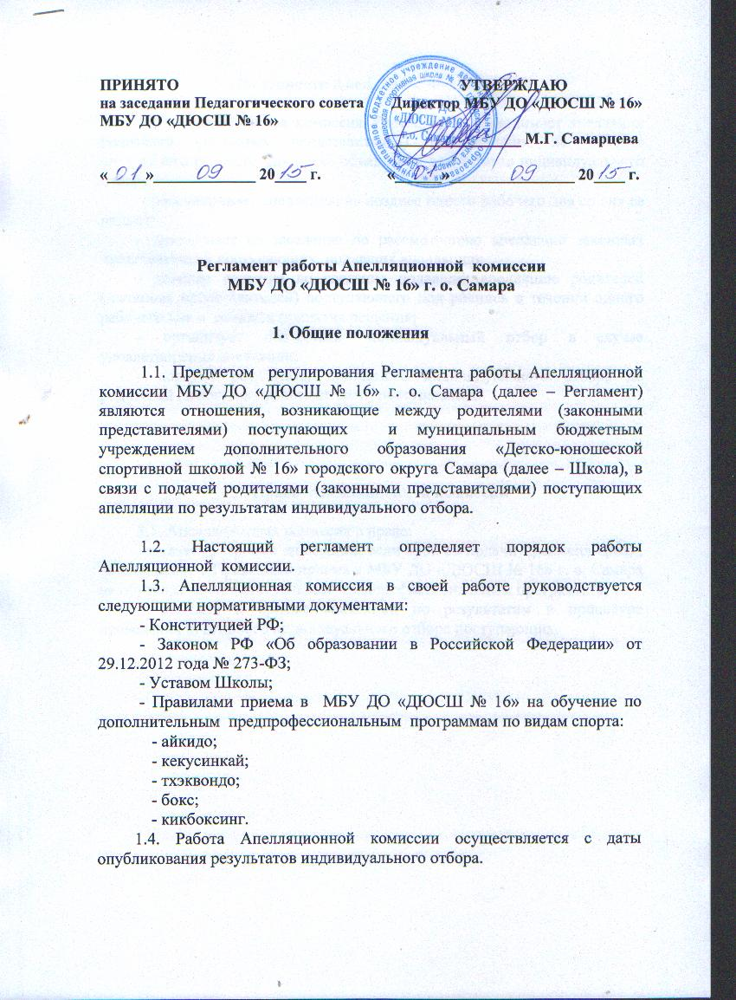 ПРИНЯТО УТВЕРЖДАЮ
на заседании Педагогического совета Директор МБУ ДО «ДЮСШ № 16»
МБУ ДО «ДЮСШ № 16»
М.Г. Самарцева
«01» 09 2015 г. «01» 09 2015 г.
Регламент работы Апелляционной комиссии
МБУ ДО «ДЮСШ № 16» г. о. Самара
1. Общие положения
1.1. Предметом регулирования Регламента работы Апелляционной
комиссии МБУ ДО «ДЮСШ № 16» г. о. Самара (далее – Регламент)
являются отношения, возникающие между родителями (законными
представителями) поступающих и муниципальным бюджетным
учреждением дополнительного образования «Детско-юношеской
спортивной школой № 16» городского округа Самара (далее – Школа), в
связи с подачей родителями (законными представителями) поступающих
апелляции по результатам индивидуального отбора.
1.2. Настоящий регламент определяет порядок работы
Апелляционной комиссии.
1.3. Апелляционная комиссия в своей работе руководствуется
следующими нормативными документами:
- Конституцией РФ;
- Законом РФ «Об образовании в Российской Федерации» от
29.12.2012 года № 273-ФЗ;
- Уставом Школы;
- Правилами приема в МБУ ДО «ДЮСШ № 16» на обучение по
дополнительным предпрофессиональным программам по видам спорта:
- айкидо;
- кекусинкай;
- тхэквондо;
- бокс;
- кикбоксинг.
1.4. Работа Апелляционной комиссии осуществляется с даты
опубликования результатов индивидуального отбора.